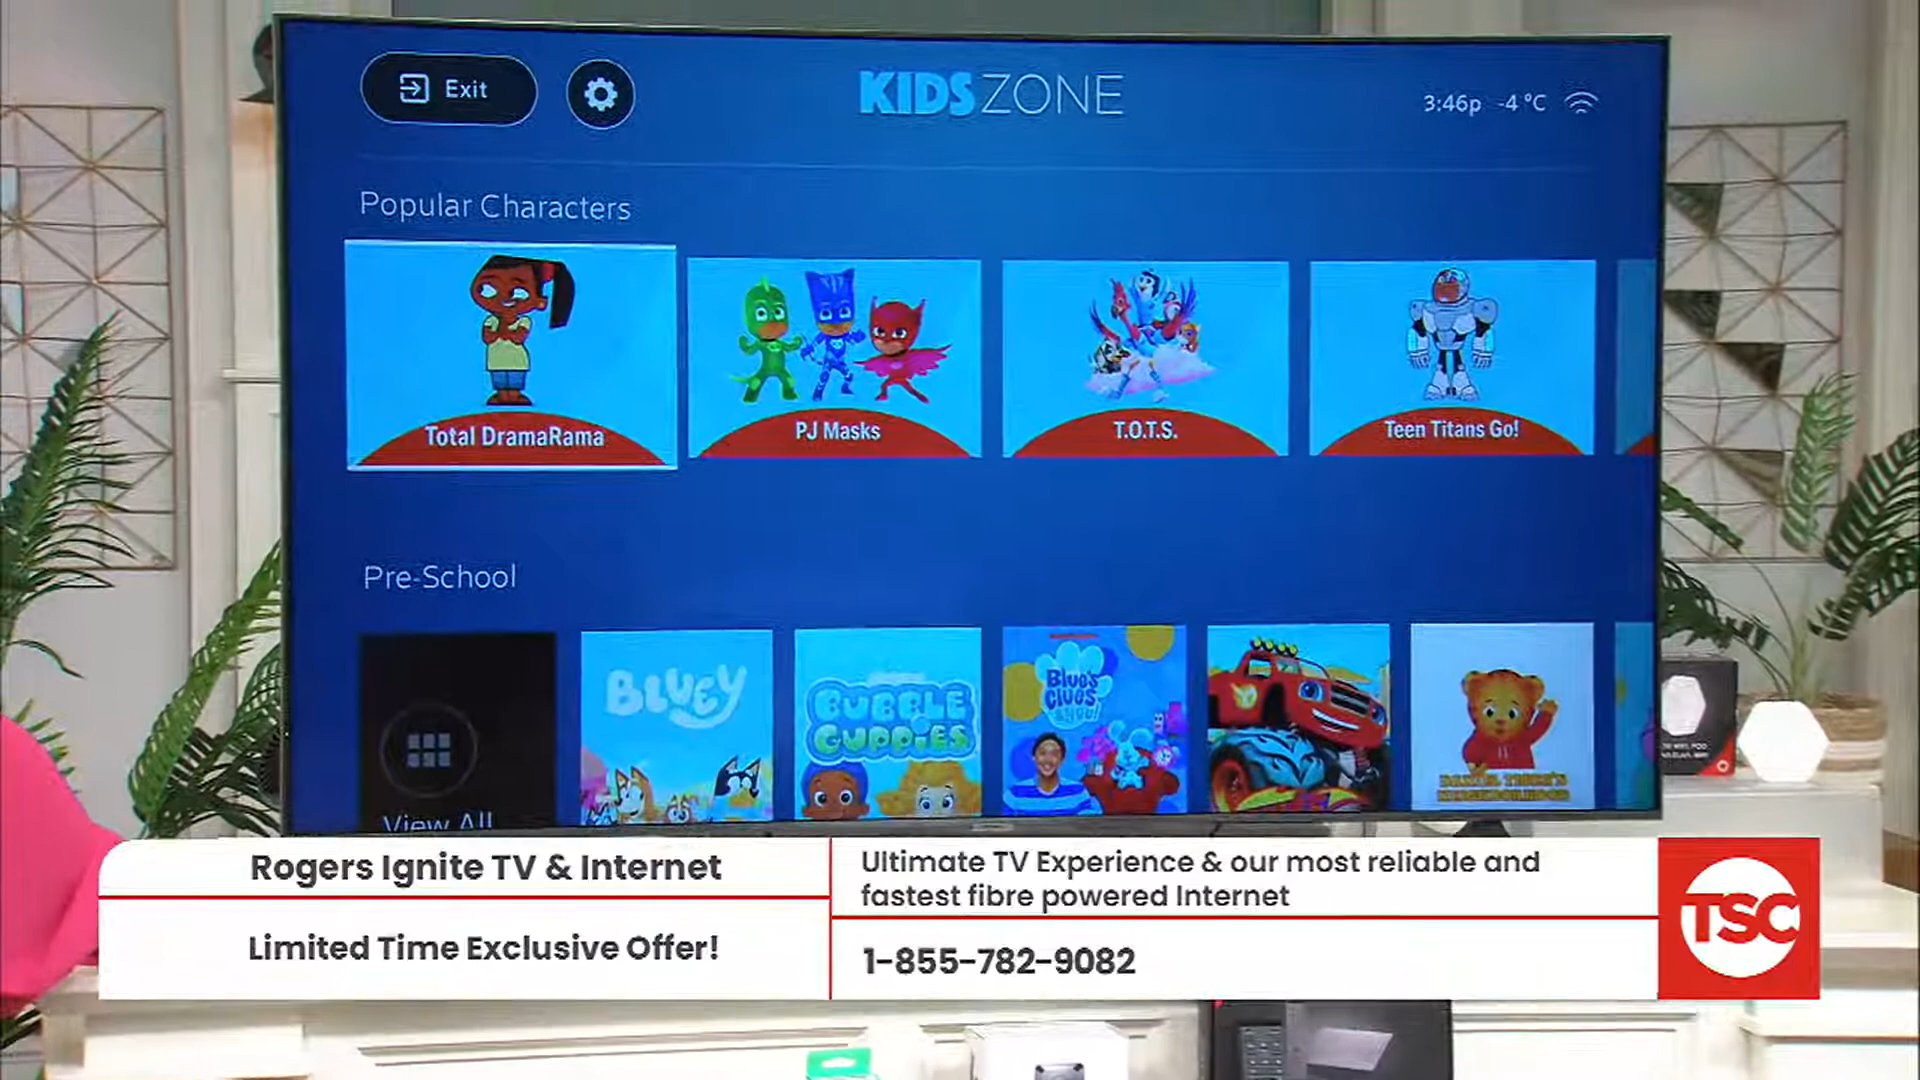 Exit
KIDS ZONE
3:46p -4 °C
Popular Characters
Total DramaRama
PJ Masks
T.O.T.S.
Teen Titans Go!
Pre-School
View All
BLUEY
BUBBLE
GUPPIES
Blue's
Clues
& You!
Rogers Ignite TV & Internet
Limited Time Exclusive Offer!
Ultimate TV Experience & our most reliable and
fastest fibre powered Internet
1-855-782-9082
TSC